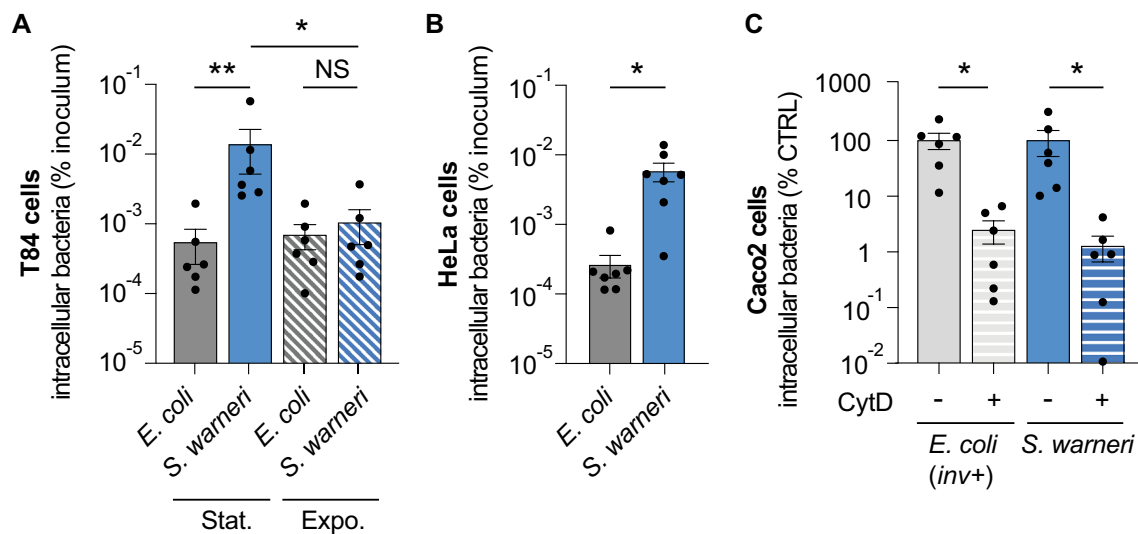 A
T84 cells
intracellular bacteria (% inoculum)
10-1
10-2
10-3
10-4
10-5
**
*
NS
E. coli
S. warneri
E. coli
S. warneri
Stat.
Expo.
B
HeLa cells
intracellular bacteria (% inoculum)
10-1
10-2
10-3
10-4
10-5
*
E. coli
S. warneri
C
Caco2 cells
intracellular bacteria (% CTRL)
1000
100
10
1
10-1
10-2
*
*
CytD
-
+
-
+
E. coli
(inv+)
S. warneri